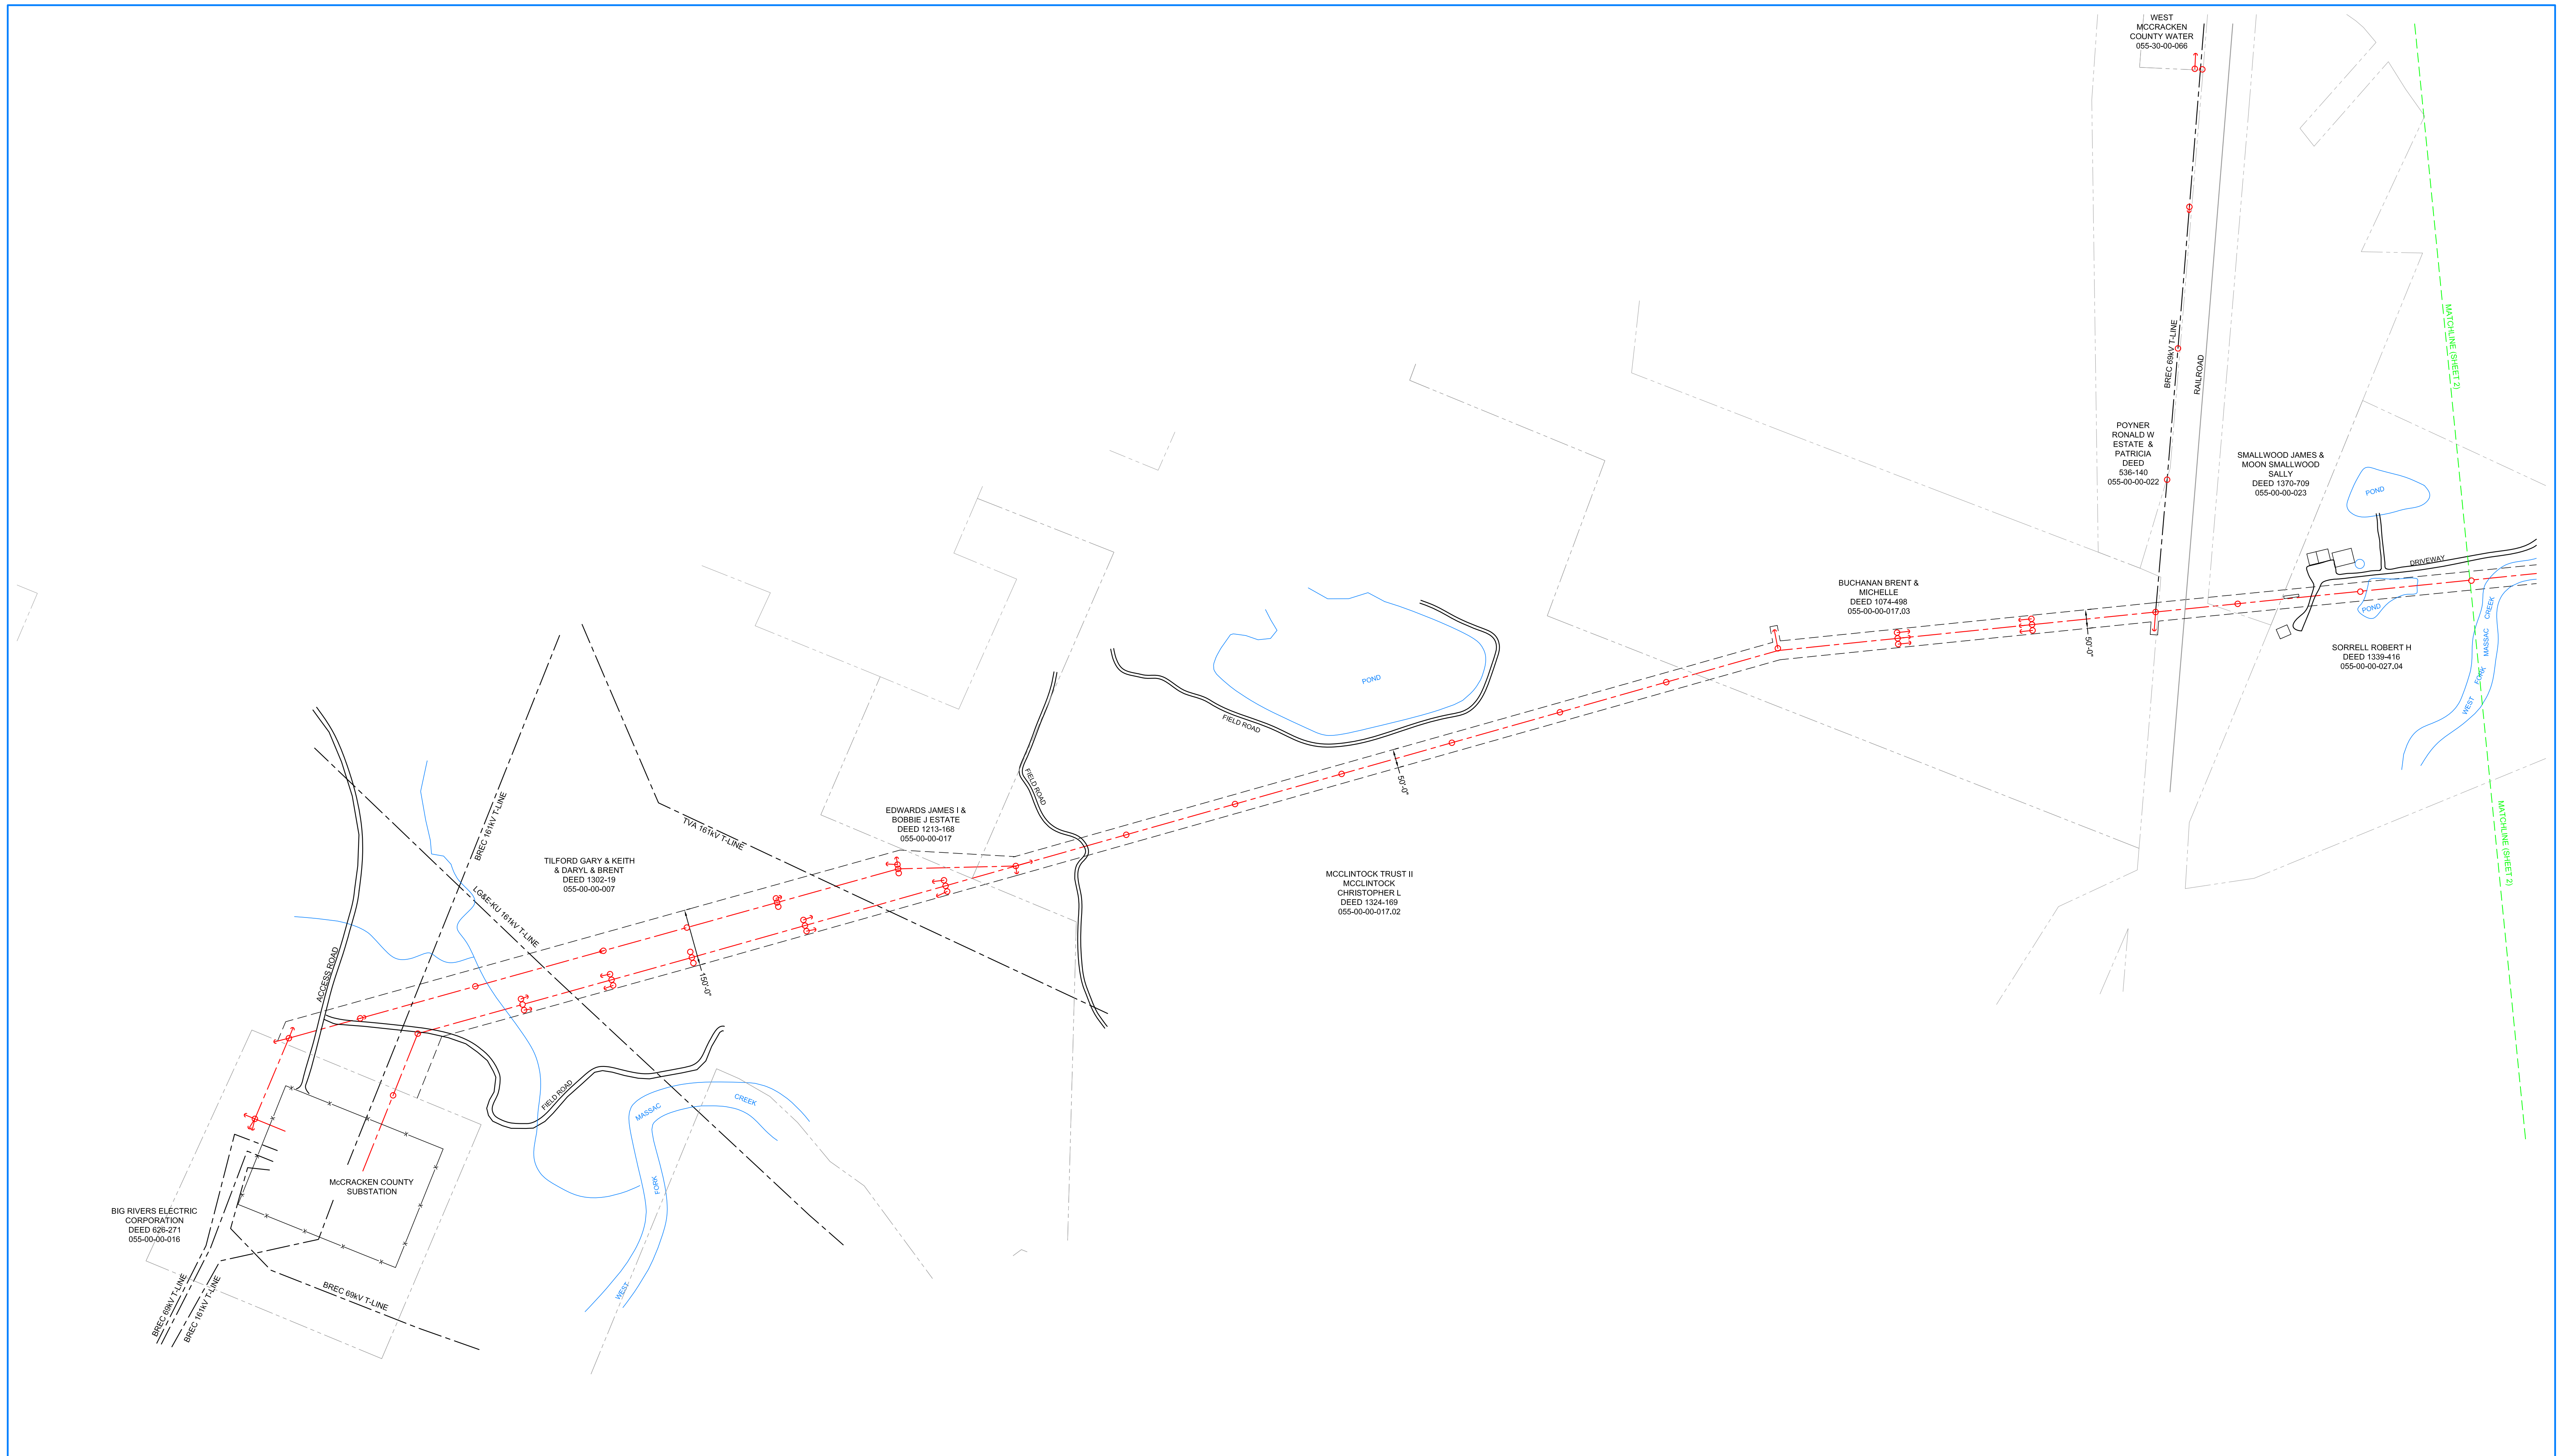 WEST
MCCRACKEN
COUNTY WATER
055-30-00-066
MATCHLINE (SHEET 2)
BREC 69kV T-LINE
RAILROAD
POYNER
RONALD W
ESTATE &
PATRICIA
DEED
536-140
055-00-00-022
SMALLWOOD JAMES &
MOON SMALLWOOD
SALLY
DEED 1370-709
055-00-00-023
POND
DRIVEWAY
BUCHANAN BRENT &
MICHELLE
DEED 1074-498
055-00-00-017.03
POND
50'-0"
WEST FORK MASSAC CREEK
SORRELL ROBERT H
DEED 1339-416
055-00-00-027.04
POND
FIELD ROAD
FIELD ROAD
50'-0"
MATCHLINE (SHEET 2)
BREC 161kV T-LINE
TVA 161kV T-LINE
EDWARDS JAMES I &
BOBBIE J ESTATE
DEED 1213-168
055-00-00-017
TILFORD GARY & KEITH
& DARYL & BRENT
DEED 1302-19
055-00-00-007
MCCLINTOCK TRUST II
MCCLINTOCK
CHRISTOPHER L
DEED 1324-169
055-00-00-017.02
LG&E-KU 161kV T-LINE
ACCESS ROAD
150'-0"
FIELD ROAD
MASSAC
CREEK
FORK
WEST
McCRACKEN COUNTY
SUBSTATION
BIG RIVERS ELECTRIC
CORPORATION
DEED 626-271
055-00-00-016
BREC 69kV T-LINE
BREC 161kV T-LINE
BREC 69kV T-LINE